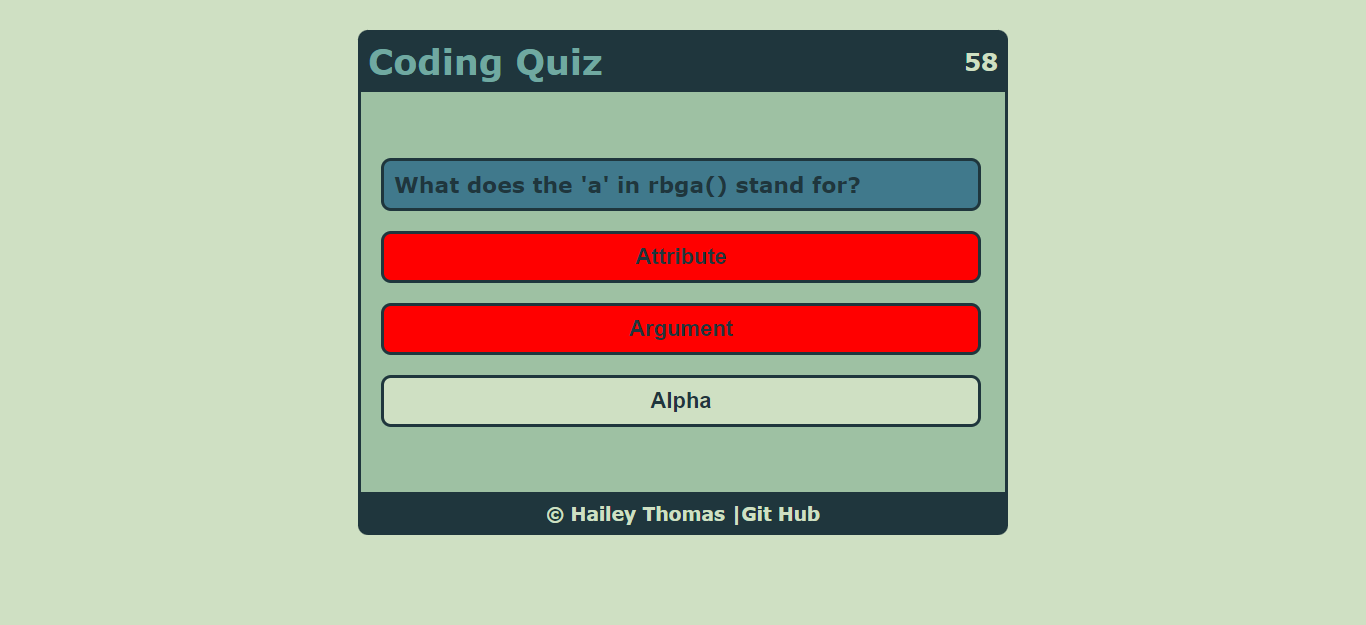 Coding Quiz 58
What does the 'a' in rbga() stand for?
Attribute
Argument
Alpha
© Hailey Thomas |Git Hub